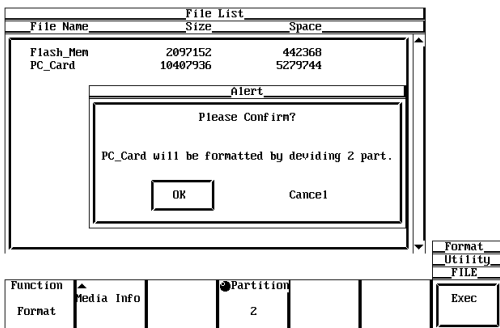 File List
File Name Size Space
Flash_Mem 2097152 442368
PC_Card 10407936 5279744
Alert
Please Confirm?
PC_Card will be formatted by deviding 2 part.
OK Cancel
Format
Utility
FILE
Function
Format
Media Info
Partition
2
Exec